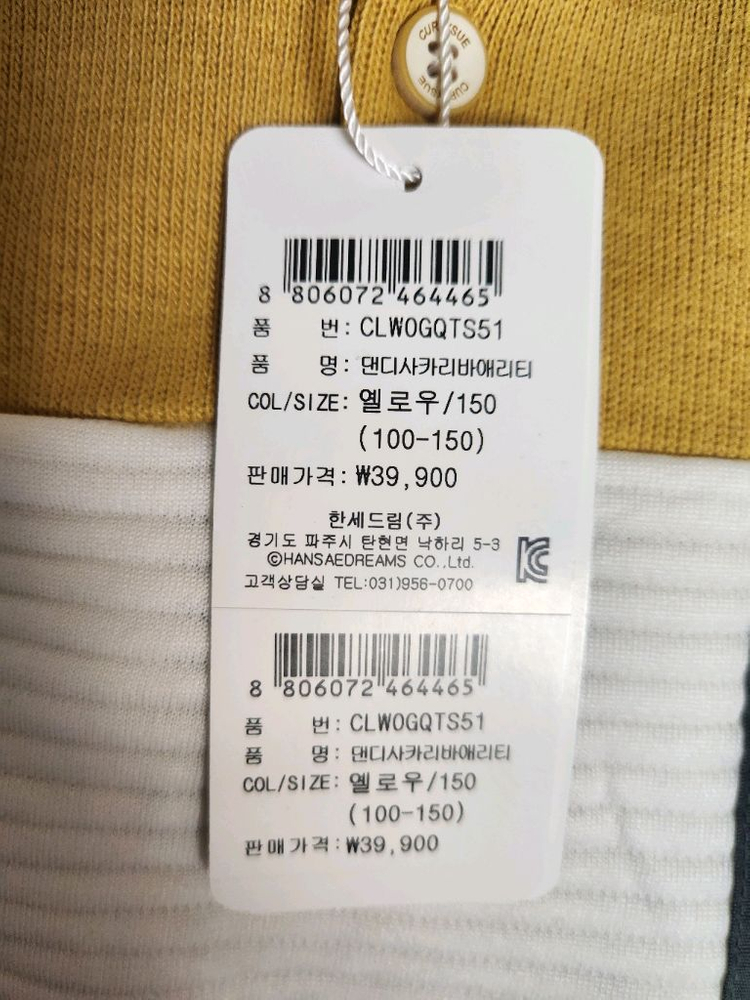 CURLYSUE
CURLYSUE
8 806072 464465
품 번: CLWOGQTS51
품 명: 댄디사카리바애리티
COL/SIZE: 옐로우/150
(100-150)
판매가격: ₩39,900
한세드림(주)
경기도 파주시 탄현면 낙하리 5-3
©HANSAEDREAMS CO.,Ltd.
고객상담실 TEL:031)956-0700
8 806072 464465
품 번: CLWOGQTS51
품 명: 댄디사카리바애리티
COL/SIZE: 옐로우/150
(100-150)
판매가격: ₩39,900